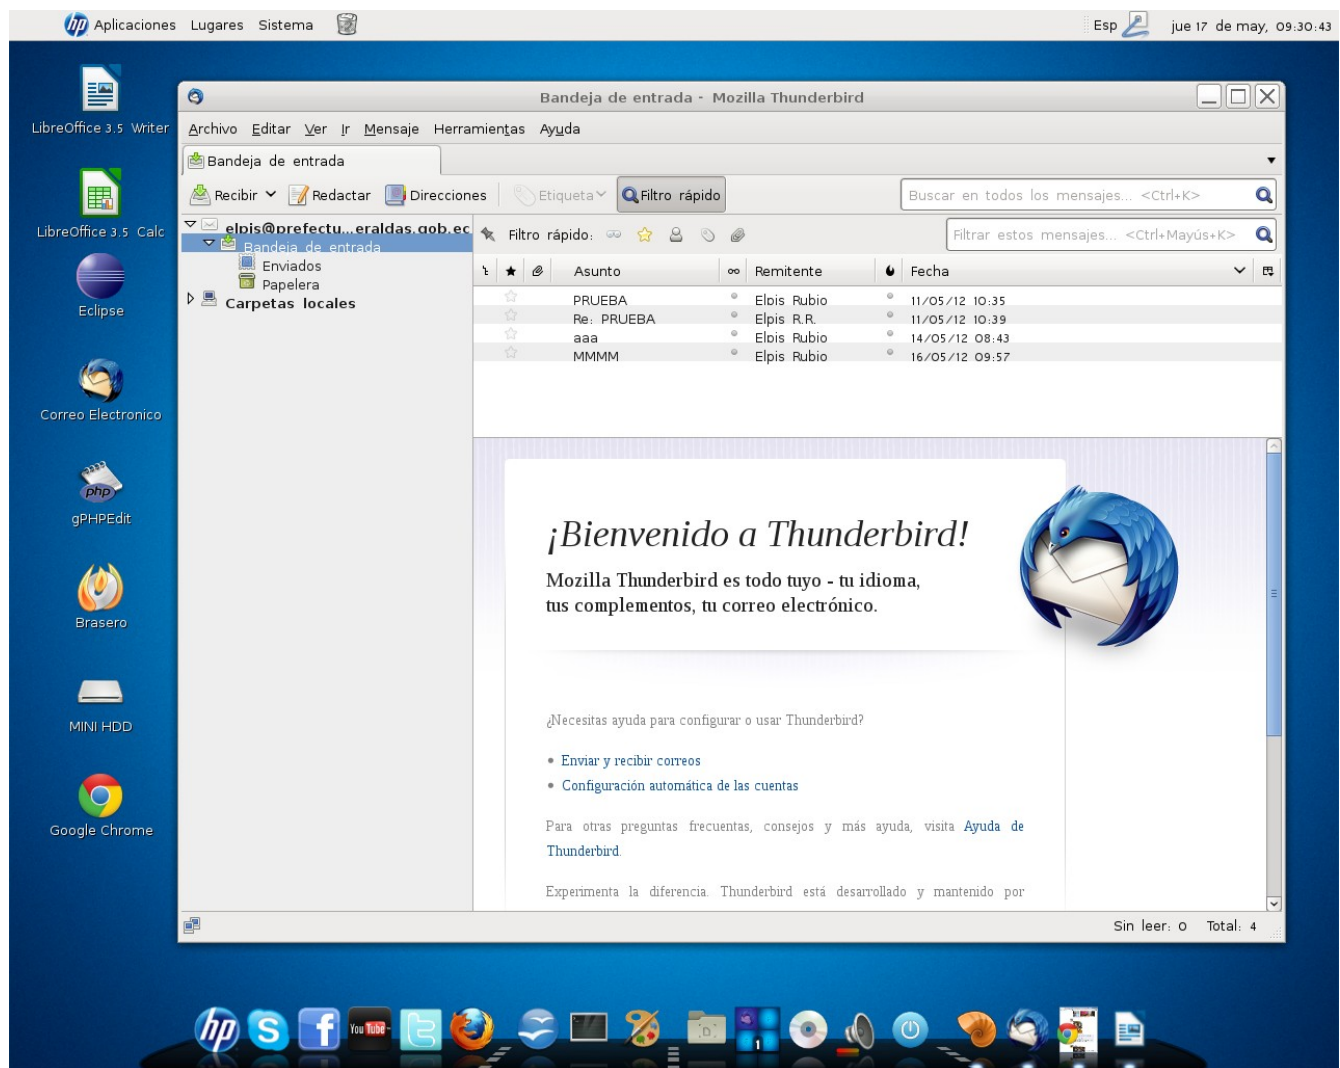 Aplicaciones Lugares Sistema Esp jue 17 de may, 09:30:43
LibreOffice 3.5 Writer
LibreOffice 3.5 Calc
Eclipse
Correo Electronico
php
gPHPEdit
Brasero
MINI HDD
Google Chrome
Bandeja de entrada - Mozilla Thunderbird
Archivo Editar Ver Ir Mensaje Herramientas Ayuda
Bandeja de entrada
Recibir Redactar Direcciones Etiqueta Filtro rápido Buscar en todos los mensajes... <Ctrl+K>
elpis@prefectu...eraldas.gob.ec
Bandeja de entrada
Enviados
Papelera
Carpetas locales
Filtro rápido: Filtrar estos mensajes... <Ctrl+Mayús+K>
Asunto Remitente Fecha
PRUEBA Elpis Rubio 11/05/12 10:35
Re: PRUEBA Elpis R.R. 11/05/12 10:39
aaa Elpis Rubio 14/05/12 08:43
MMMM Elpis Rubio 16/05/12 09:57
¡Bienvenido a Thunderbird!
Mozilla Thunderbird es todo tuyo - tu idioma,
tus complementos, tu correo electrónico.
¿Necesitas ayuda para configurar o usar Thunderbird?
Enviar y recibir correos
Configuración automática de las cuentas
Para otras preguntas frecuentas, consejos y más ayuda, visita Ayuda de
Thunderbird.
Experimenta la diferencia. Thunderbird está desarrollado y mantenido por
Sin leer: 0 Total: 4
hp
You Tube
1